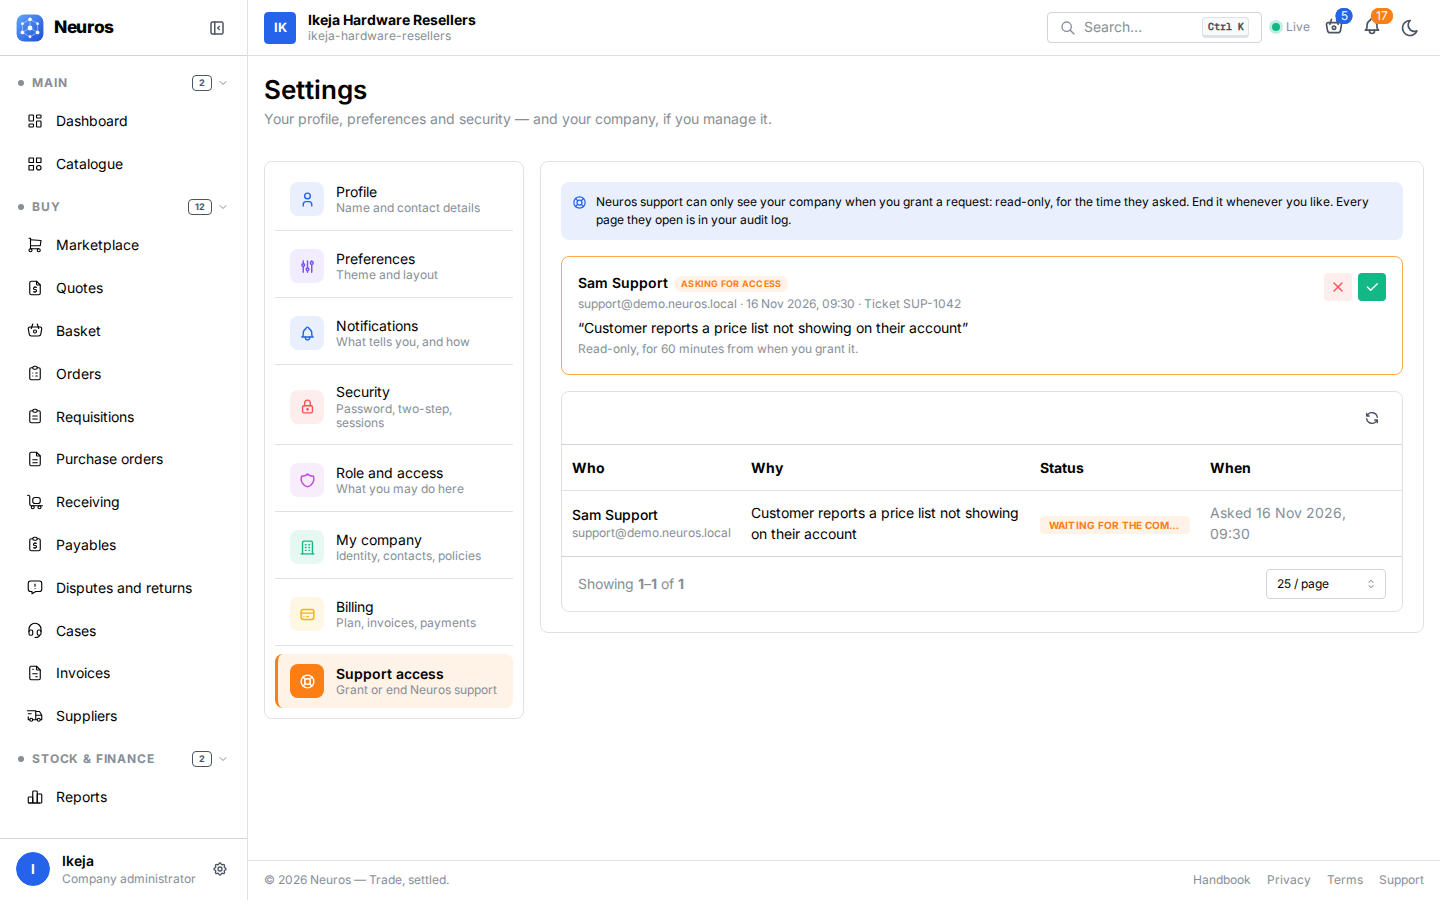 Neuros
IK
Ikeja Hardware Resellers
ikeja-hardware-resellers
Search...
Ctrl K
Live
5
17
MAIN
2
Dashboard
Catalogue
BUY
12
Marketplace
Quotes
Basket
Orders
Requisitions
Purchase orders
Receiving
Payables
Disputes and returns
Cases
Invoices
Suppliers
STOCK & FINANCE
2
Reports
I
Ikeja
Company administrator
Settings
Your profile, preferences and security — and your company, if you manage it.
Profile
Name and contact details
Preferences
Theme and layout
Notifications
What tells you, and how
Security
Password, two-step,
sessions
Role and access
What you may do here
My company
Identity, contacts, policies
Billing
Plan, invoices, payments
Support access
Grant or end Neuros support
Neuros support can only see your company when you grant a request: read-only, for the time they asked. End it whenever you like. Every
page they open is in your audit log.
Sam Support
ASKING FOR ACCESS
support@demo.neuros.local · 16 Nov 2026, 09:30 · Ticket SUP-1042
“Customer reports a price list not showing on their account”
Read-only, for 60 minutes from when you grant it.
Who
Why
Status
When
Sam Support
support@demo.neuros.local
Customer reports a price list not showing
on their account
WAITING FOR THE COM...
Asked 16 Nov 2026,
09:30
Showing 1–1 of 1
25 / page
© 2026 Neuros — Trade, settled.
Handbook
Privacy
Terms
Support